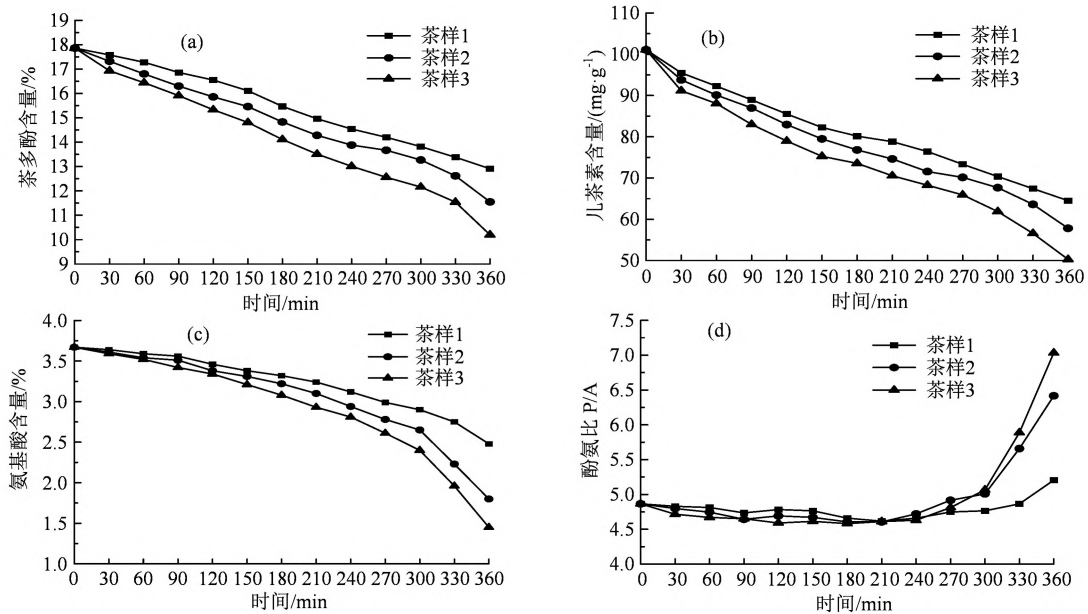 (a)
茶样1
茶样2
茶样3
茶多酚含量/%
19
18
17
16
15
14
13
12
11
10
9
0 30 60 90 120 150 180 210 240 270 300 330 360
时间/min
(b)
茶样1
茶样2
茶样3
儿茶素含量/(mg·g⁻¹)
110
100
90
80
70
60
50
0 30 60 90 120 150 180 210 240 270 300 330 360
时间/min
(c)
茶样1
茶样2
茶样3
氨基酸含量/%
4.0
3.5
3.0
2.5
2.0
1.5
1.0
0 30 60 90 120 150 180 210 240 270 300 330 360
时间/min
(d)
茶样1
茶样2
茶样3
酚氨比 P/A
7.5
7.0
6.5
6.0
5.5
5.0
4.5
4.0
0 30 60 90 120 150 180 210 240 270 300 330 360
时间/min